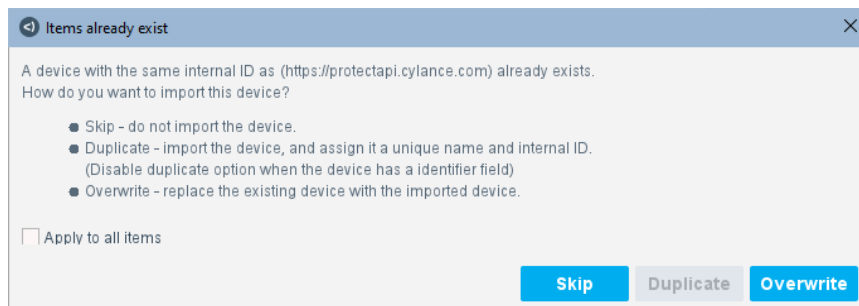 Items already exist
A device with the same internal ID as (https://protectapi.cylance.com) already exists.
How do you want to import this device?
Skip - do not import the device.
Duplicate - import the device, and assign it a unique name and internal ID.
(Disable duplicate option when the device has a identifier field)
Overwrite - replace the existing device with the imported device.
Apply to all items
Skip Duplicate Overwrite